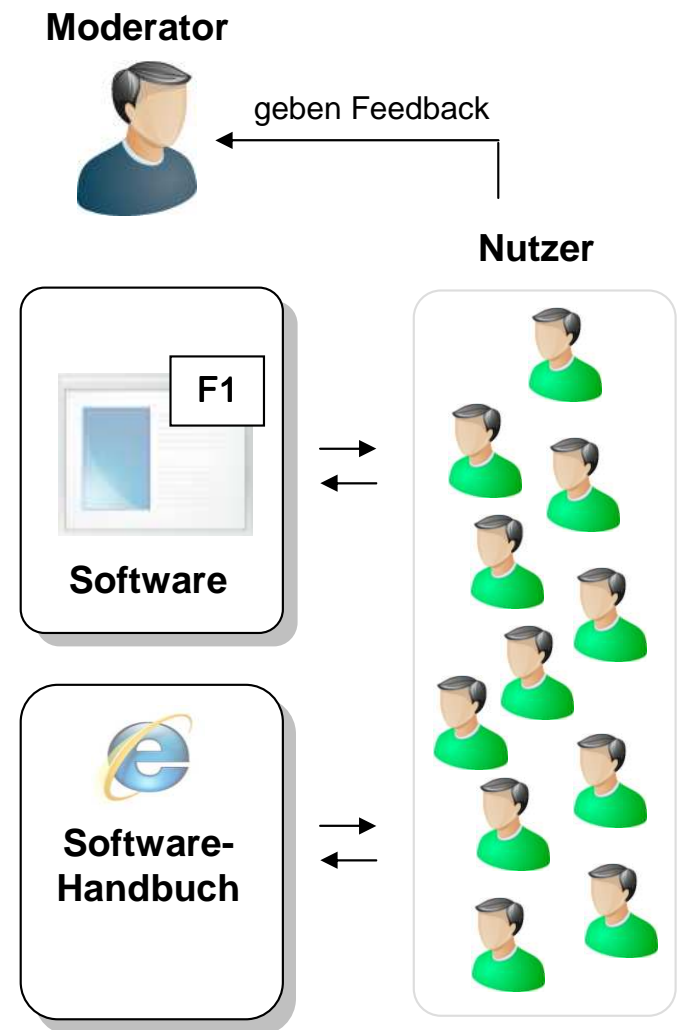 Moderator
geben Feedback
Nutzer
F1
Software
Software-
Handbuch